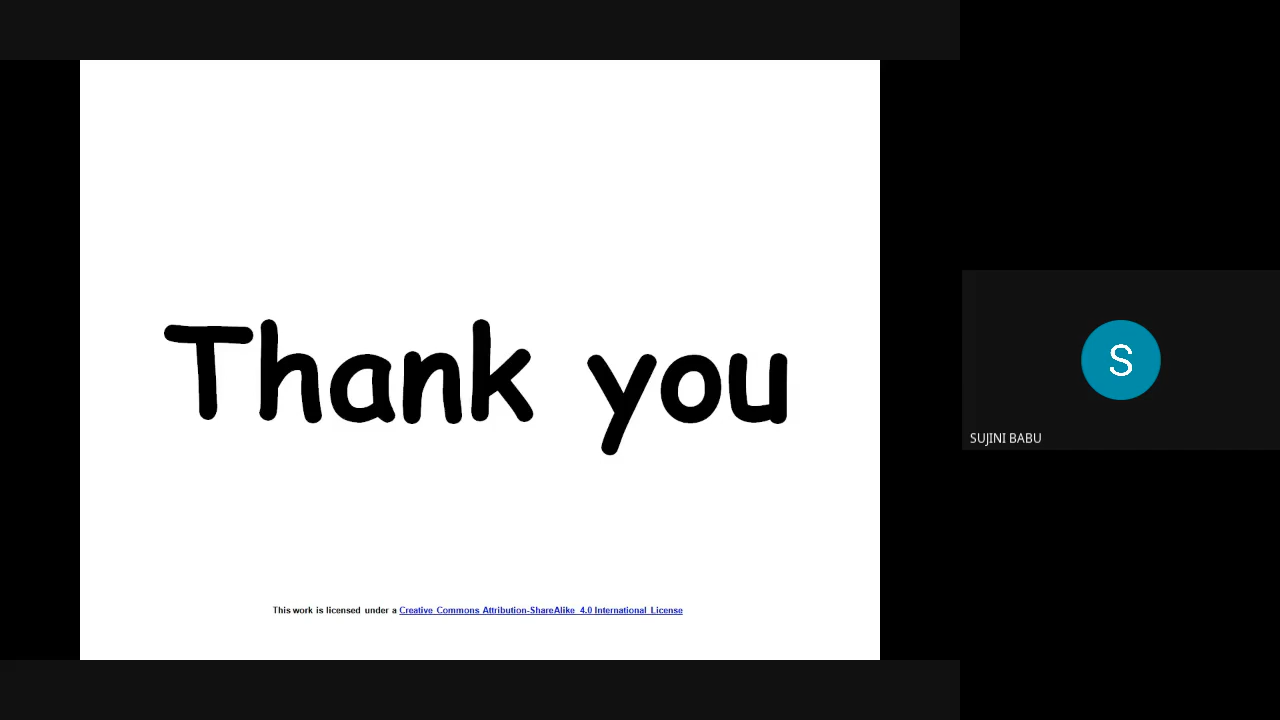 Thank you
S
SUJINI BABU
This work is licensed under a Creative Commons Attribution-ShareAlike 4.0 International License